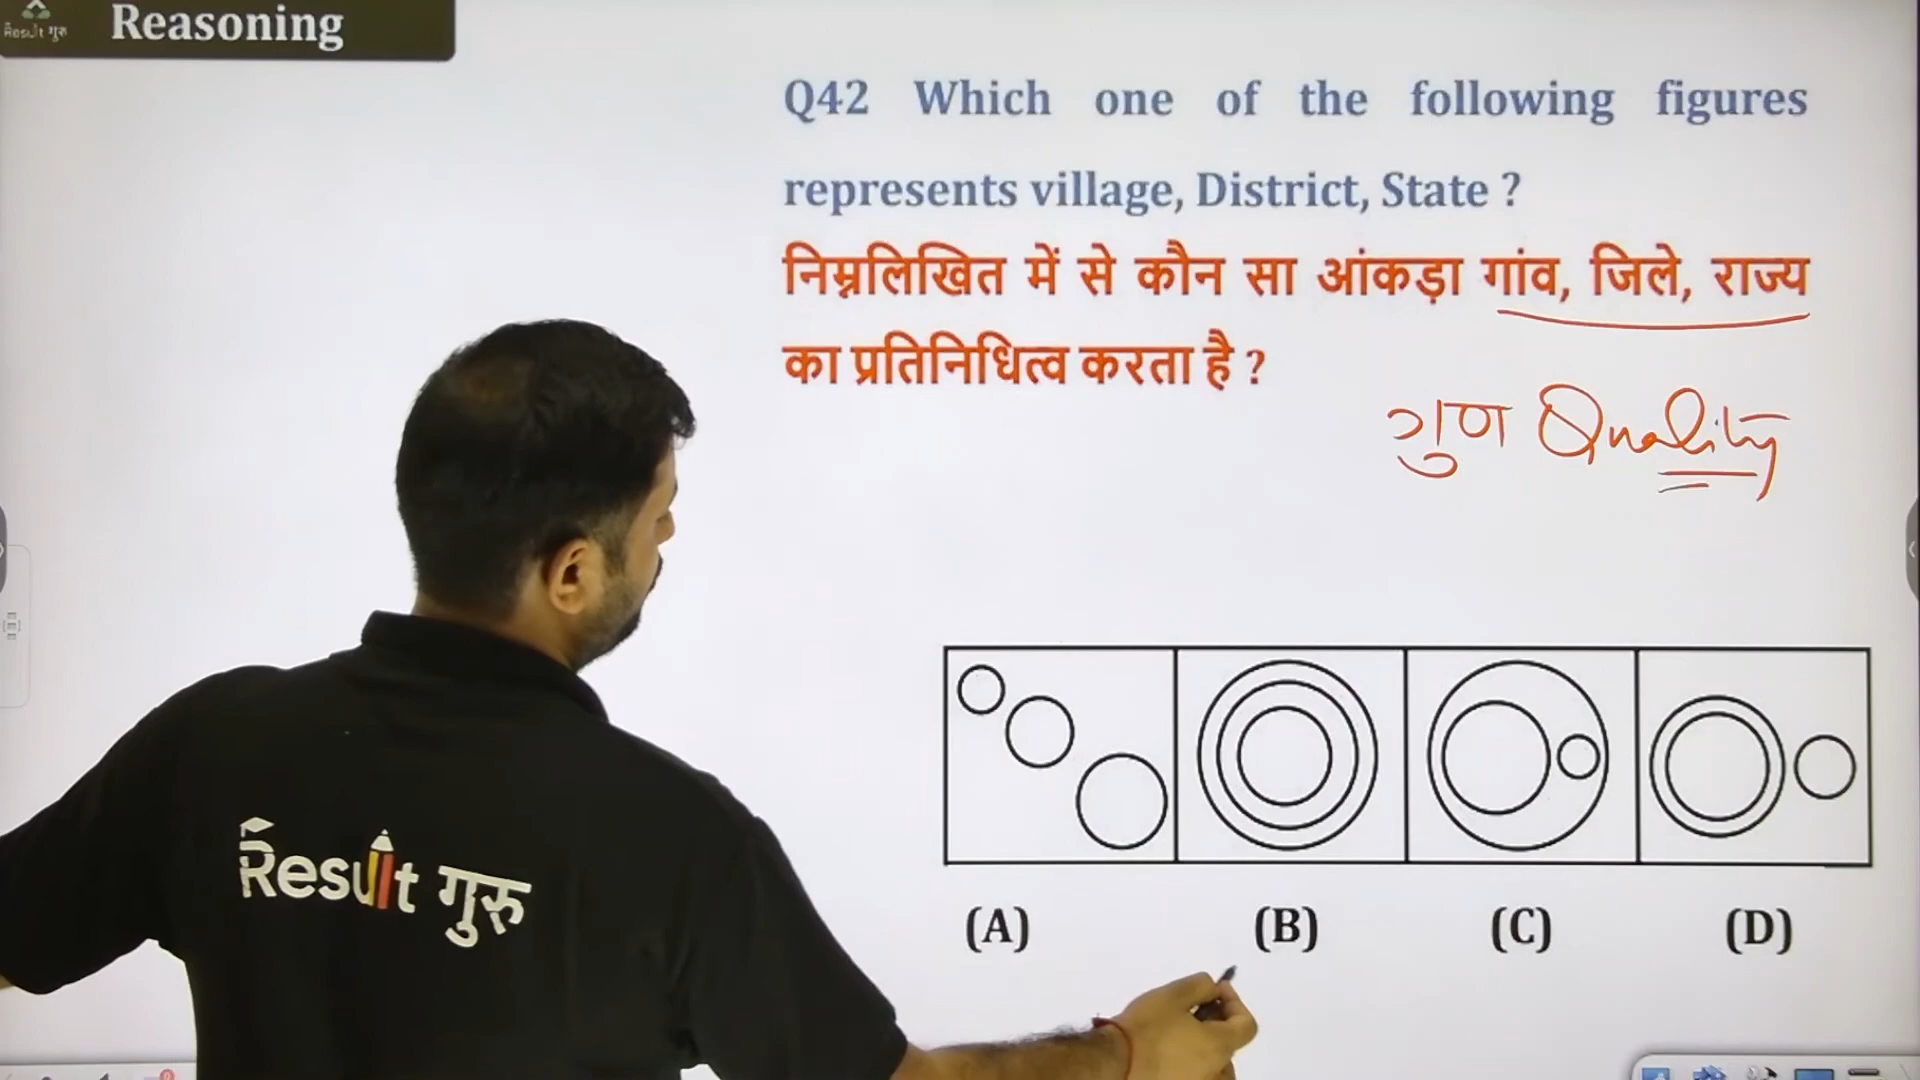 Result गुरु
Reasoning
Q42 Which one of the following figures
represents village, District, State ?
निम्नलिखित में से कौन सा आंकड़ा गांव, जिले, राज्य
का प्रतिनिधित्व करता है ?
गुण Quality
(A) (B) (C) (D)
Result गुरु